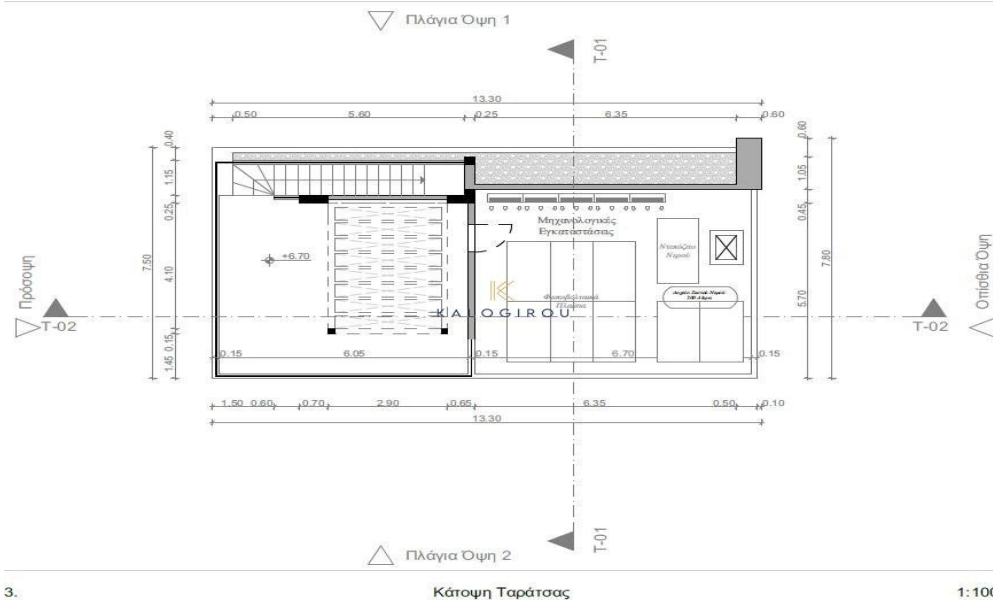 Πλάγια Όψη 1
T-01
13.30
0.50 5.60 0.25 6.35 0.60
0.40 1.15 0.25 4.10 0.15 1.45
7.50
0.60 1.05 0.45 5.70
7.80
Μηχανολογικές
Εγκαταστάσεις
Ντεπόζιτο
Νερού
+6.70
Φωτοβολταικά
Πλαίσια
KALOGIROU
Πρόσοψη
T-02
Οπίσθια Όψη
T-02
0.15 6.05 0.15 6.70 0.15
1.50 0.60 0.70 2.90 0.65 6.35 0.50 0.10
13.30
T-01
Πλάγια Όψη 2
3. Κάτοψη Ταράτσας 1:100